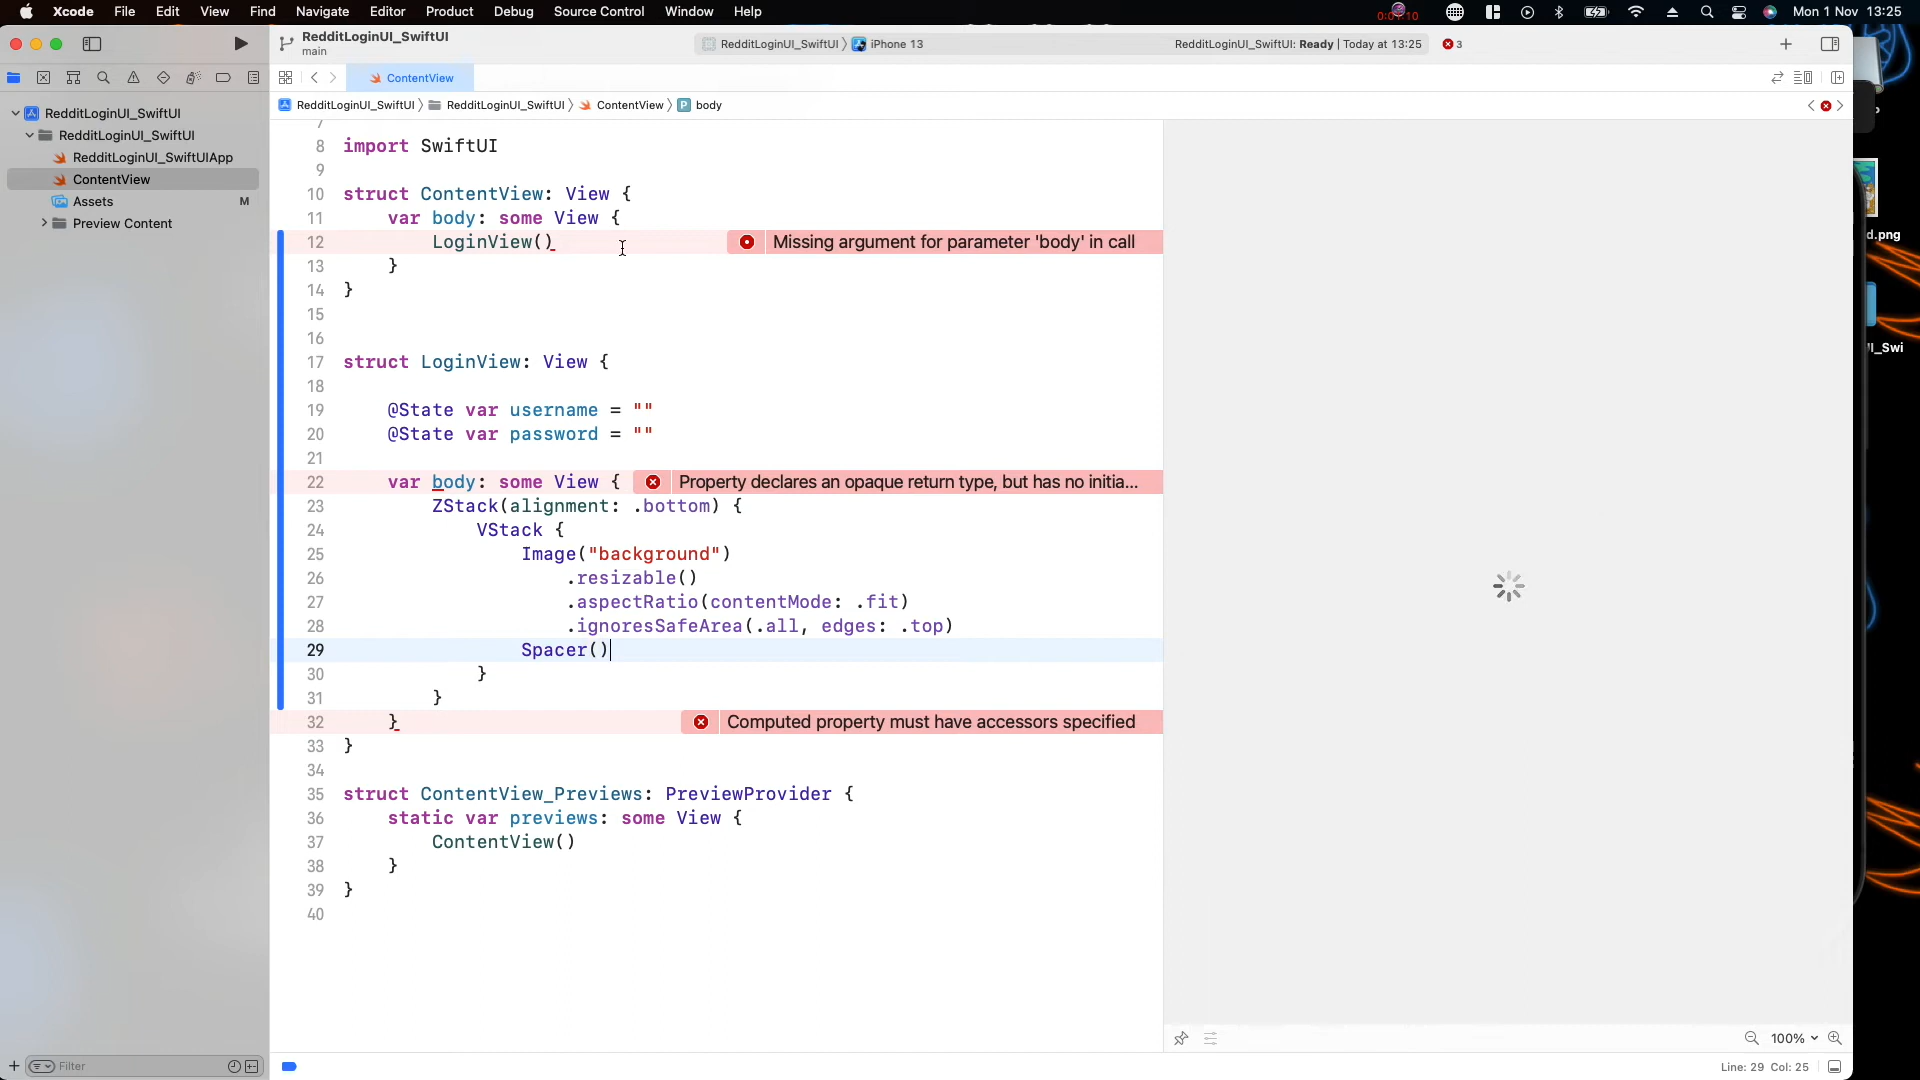 Xcode File Edit View Find Navigate Editor Product Debug Source Control Window Help Mon 1 Nov 13:25
RedditLoginUI_SwiftUI
main
RedditLoginUI_SwiftUI iPhone 13
RedditLoginUI_SwiftUI: Ready | Today at 13:25 3
ContentView
RedditLoginUI_SwiftUI RedditLoginUI_SwiftUI ContentView P body
RedditLoginUI_SwiftUI
RedditLoginUI_SwiftUI
RedditLoginUI_SwiftUIApp
ContentView
Assets M
Preview Content
7
8 import SwiftUI
9
10 struct ContentView: View {
11 var body: some View {
12 LoginView() Missing argument for parameter 'body' in call
13 }
14 }
15
16
17 struct LoginView: View {
18
19 @State var username = ""
20 @State var password = ""
21
22 var body: some View { Property declares an opaque return type, but has no initia...
23 ZStack(alignment: .bottom) {
24 VStack {
25 Image("background")
26 .resizable()
27 .aspectRatio(contentMode: .fit)
28 .ignoresSafeArea(.all, edges: .top)
29 Spacer()
30 }
31 }
32 } Computed property must have accessors specified
33 }
34
35 struct ContentView_Previews: PreviewProvider {
36 static var previews: some View {
37 ContentView()
38 }
39 }
40
d.png
I_Swi
100%
Filter
Line: 29 Col: 25